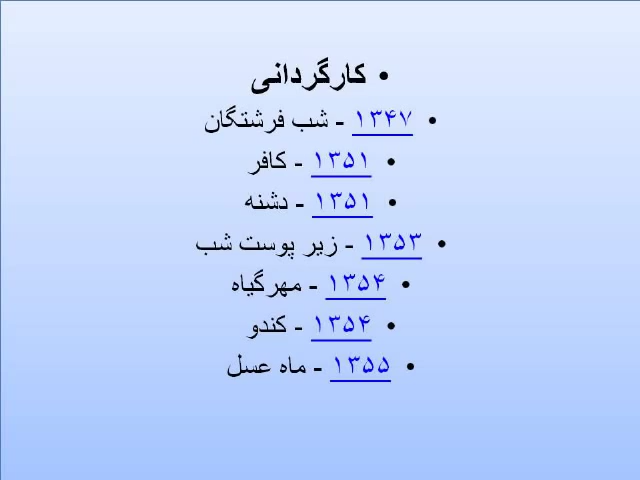 • کارگردانی
• ۱۳۴۷ - شب فرشتگان
• ۱۳۵۱ - کافر
• ۱۳۵۱ - دشنه
• ۱۳۵۳ - زیر پوست شب
• ۱۳۵۴ - مهرگیاه
• ۱۳۵۴ - کندو
• ۱۳۵۵ - ماه عسل